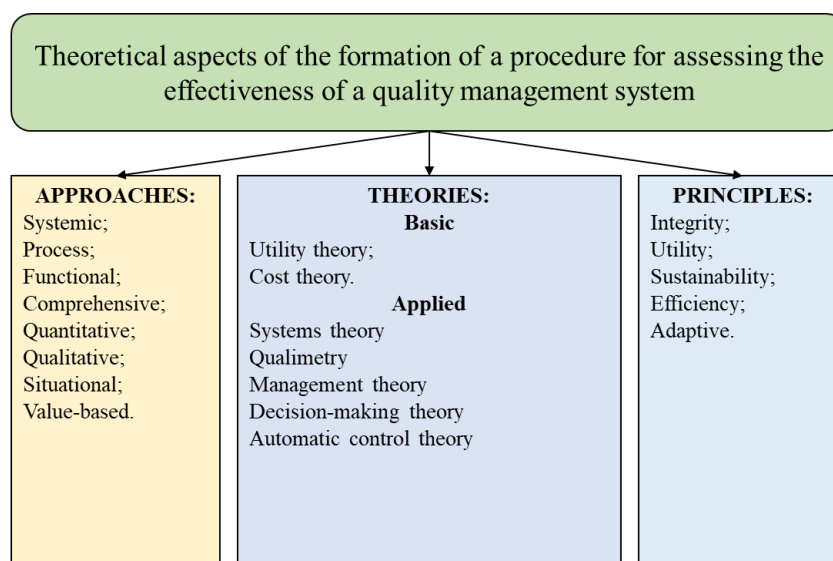 Theoretical aspects of the formation of a procedure for assessing the
effectiveness of a quality management system
APPROACHES:
Systemic;
Process;
Functional;
Comprehensive;
Quantitative;
Qualitative;
Situational;
Value-based.
THEORIES:
Basic
Utility theory;
Cost theory.
Applied
Systems theory
Qualimetry
Management theory
Decision-making theory
Automatic control theory
PRINCIPLES:
Integrity;
Utility;
Sustainability;
Efficiency;
Adaptive.